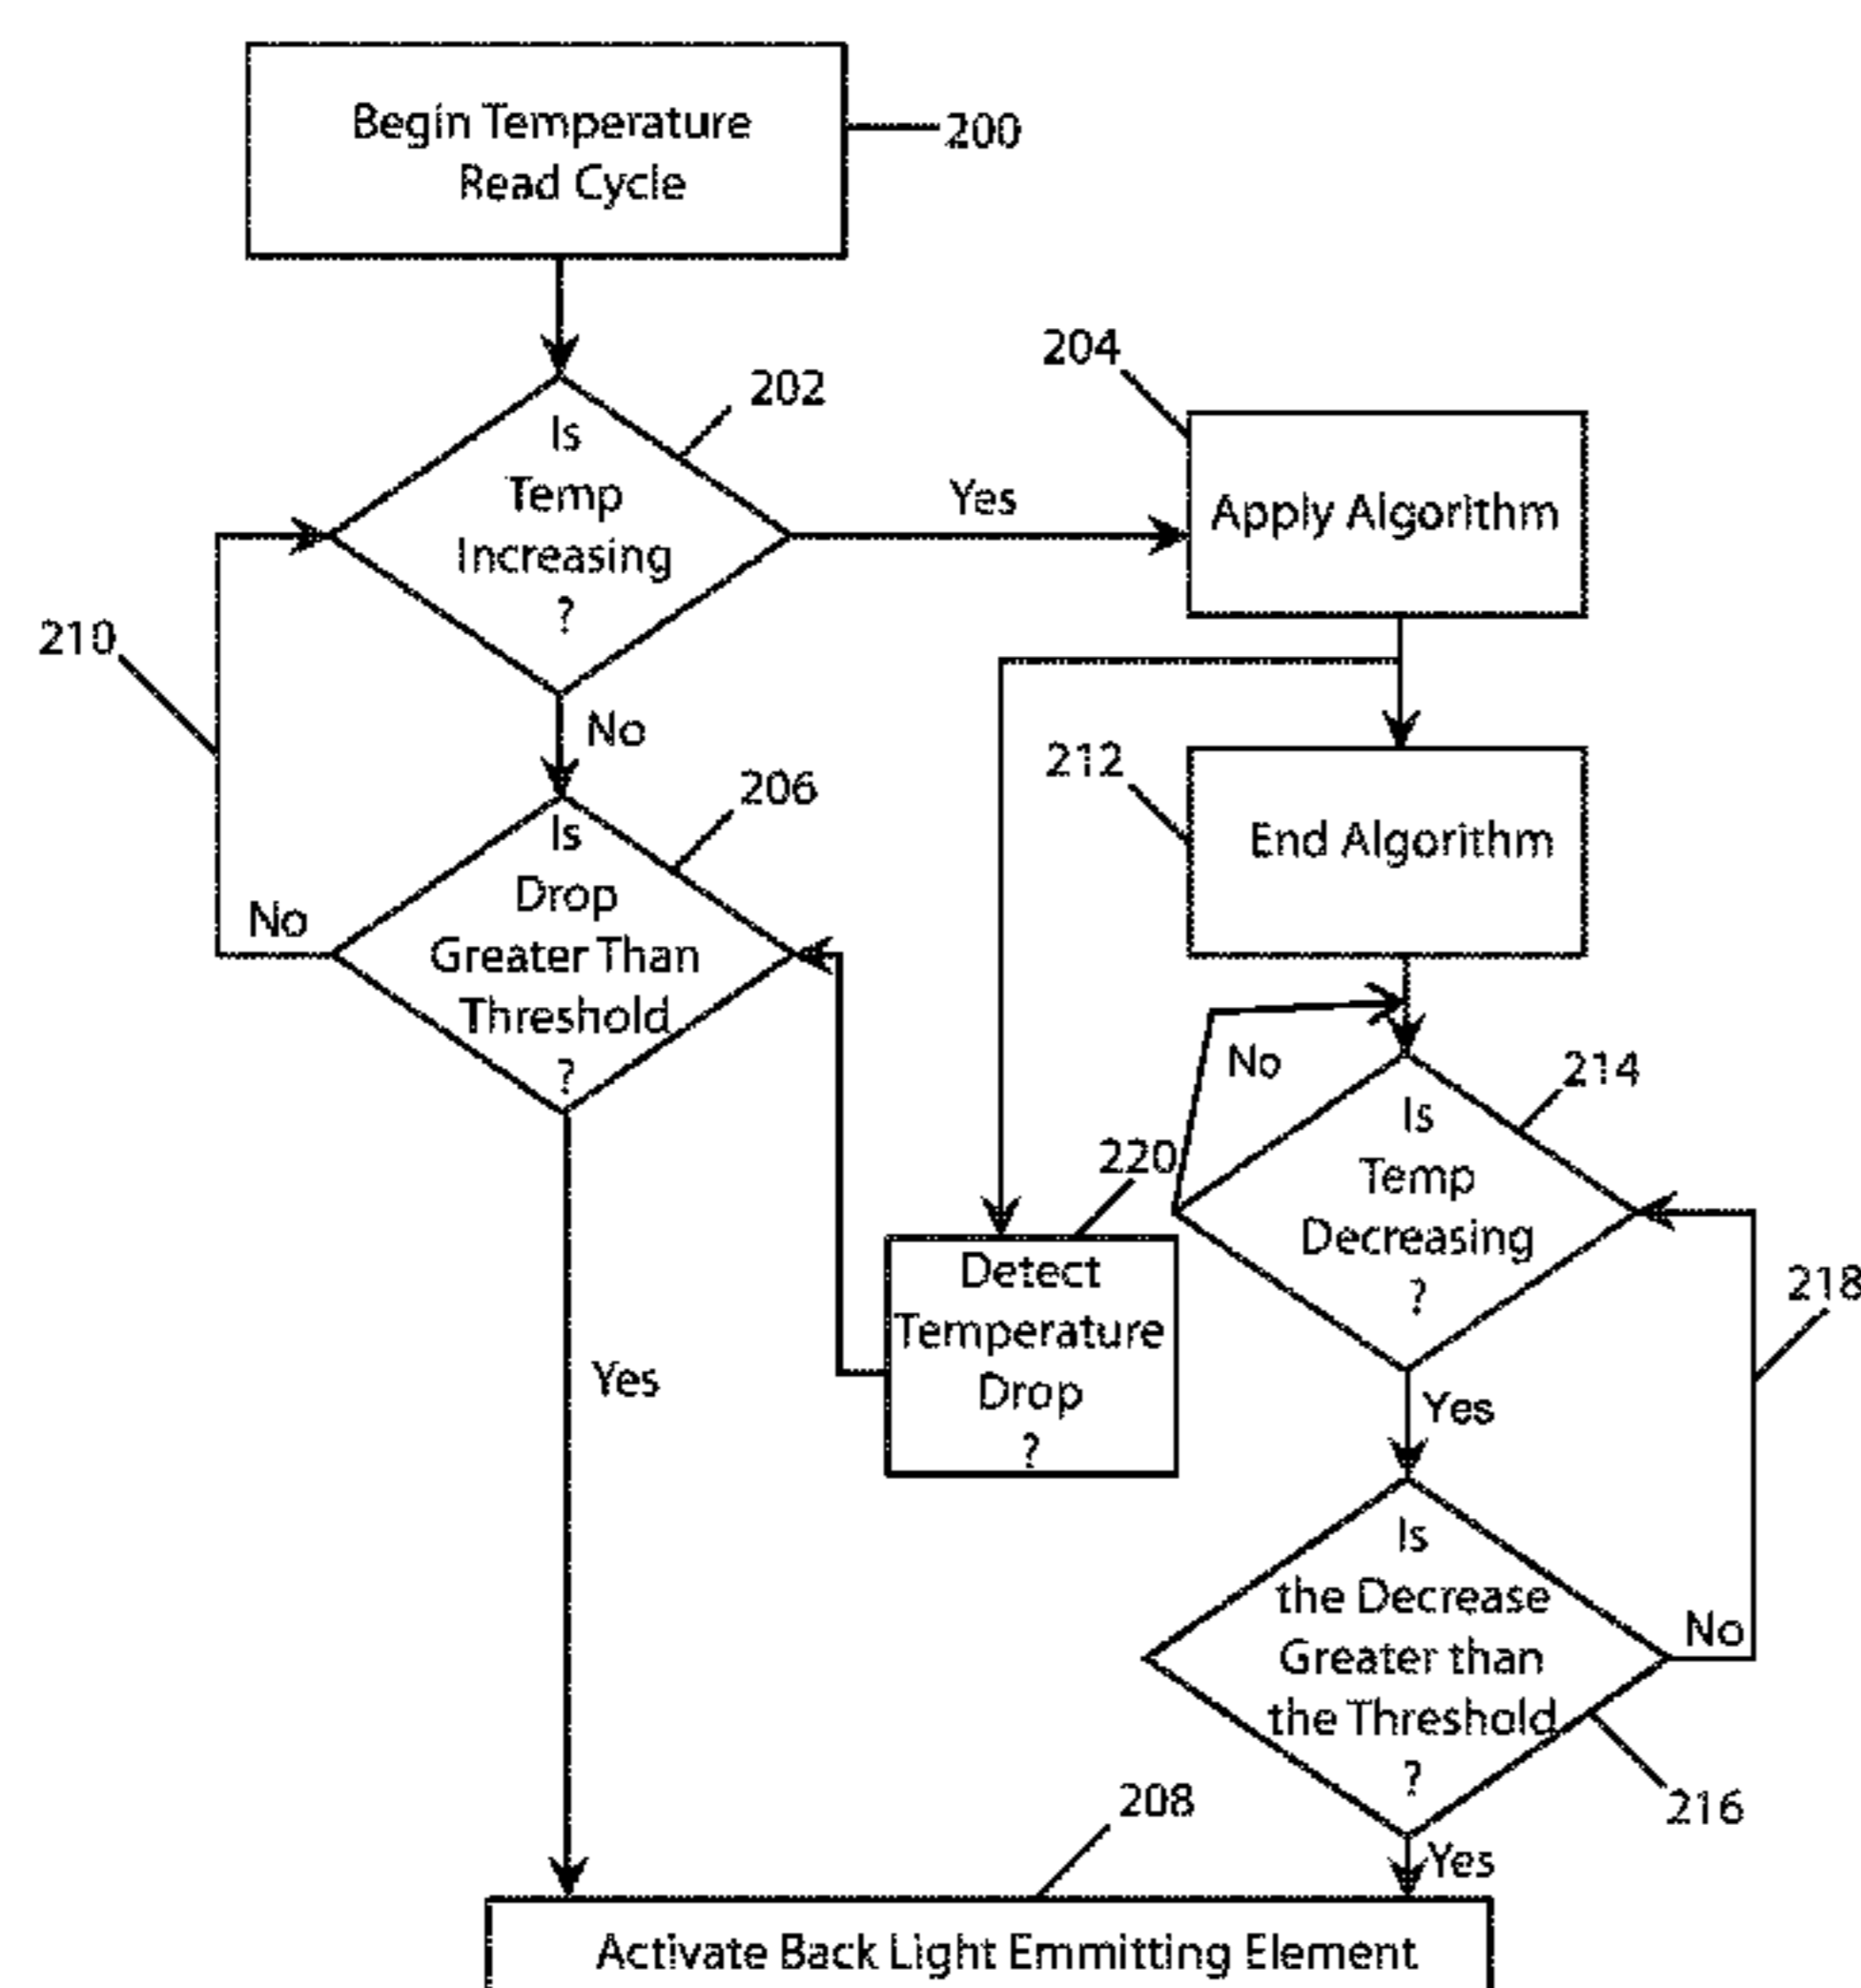 Begin Temperature
Read Cycle
200
202
Is
Temp
Increasing
?
Yes
204
Apply Algorithm
210
No
206
Is
Drop
Greater Than
Threshold
?
No
212
End Algorithm
No
214
Is
Temp
Decreasing
?
220
Detect
Temperature
Drop
?
218
Yes
Yes
Is
the Decrease
Greater than
the Threshold
?
No
216
208
Yes
Activate Back Light Emmitting Element